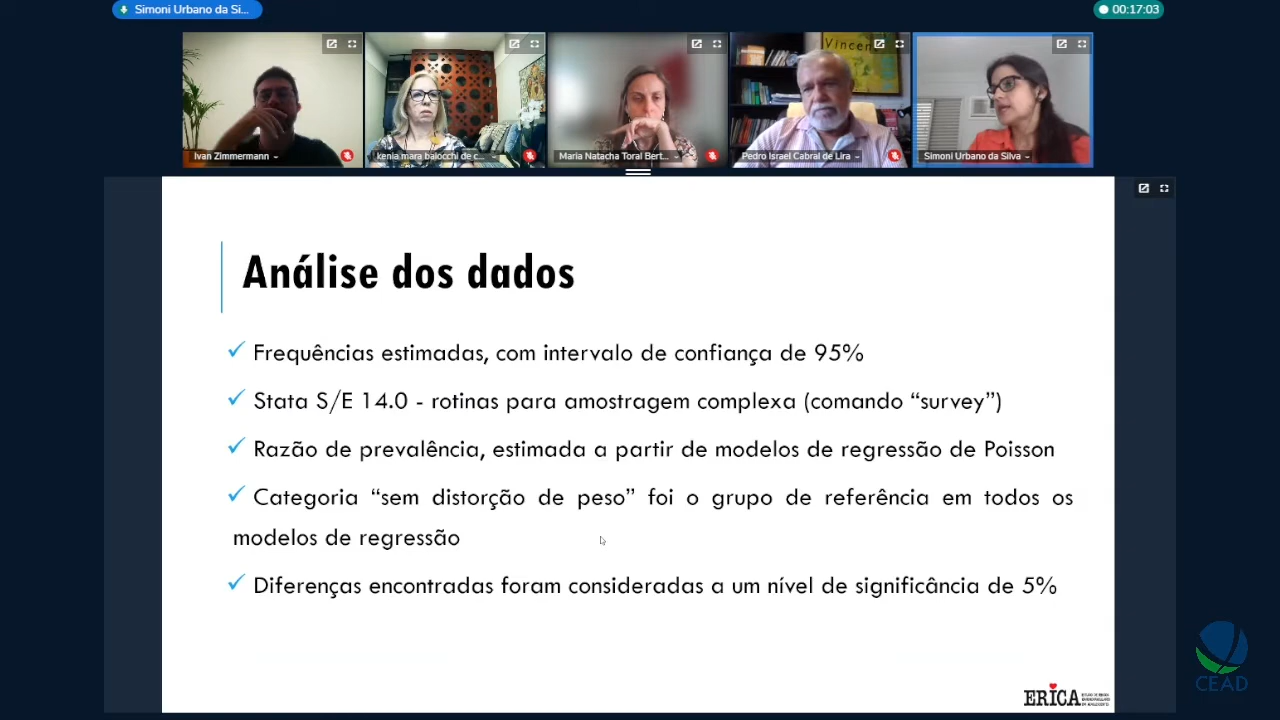 Simoni Urbano da Si...
00:17:03
Vincen
Ivan Zimmermann
kenia mara baiocchi de c...
Maria Natacha Toral Bert...
Pedro Israel Cabral de Lira
Simoni Urbano da Silva
Análise dos dados
✓ Frequências estimadas, com intervalo de confiança de 95%
✓ Stata S/E 14.0 - rotinas para amostragem complexa (comando “survey”)
✓ Razão de prevalência, estimada a partir de modelos de regressão de Poisson
✓ Categoria “sem distorção de peso” foi o grupo de referência em todos os
modelos de regressão
✓ Diferenças encontradas foram consideradas a um nível de significância de 5%
ERICA
CEAD